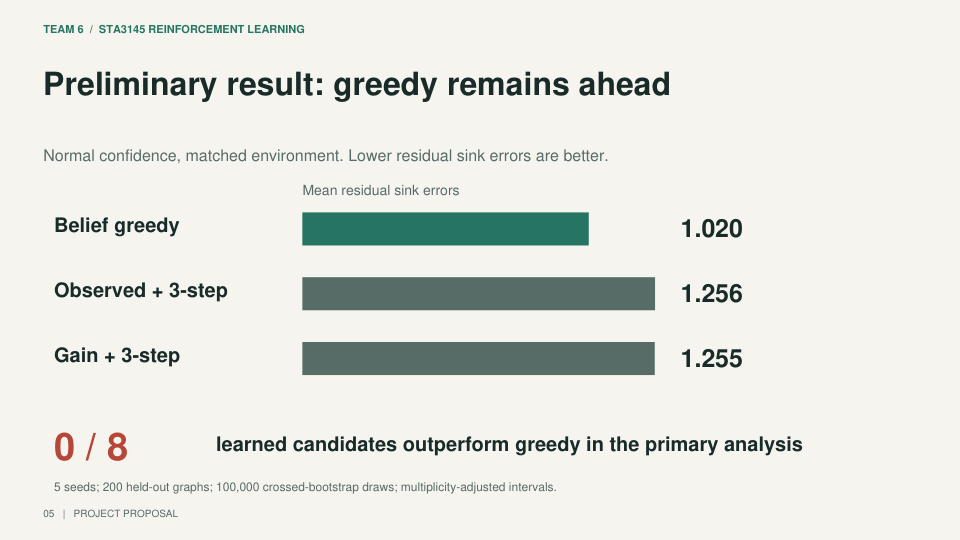 TEAM 6 / STA3145 REINFORCEMENT LEARNING
Preliminary result: greedy remains ahead
Normal confidence, matched environment. Lower residual sink errors are better.
Mean residual sink errors
Belief greedy 1.020
Observed + 3-step 1.256
Gain + 3-step 1.255
0 / 8 learned candidates outperform greedy in the primary analysis
5 seeds; 200 held-out graphs; 100,000 crossed-bootstrap draws; multiplicity-adjusted intervals.
05 | PROJECT PROPOSAL